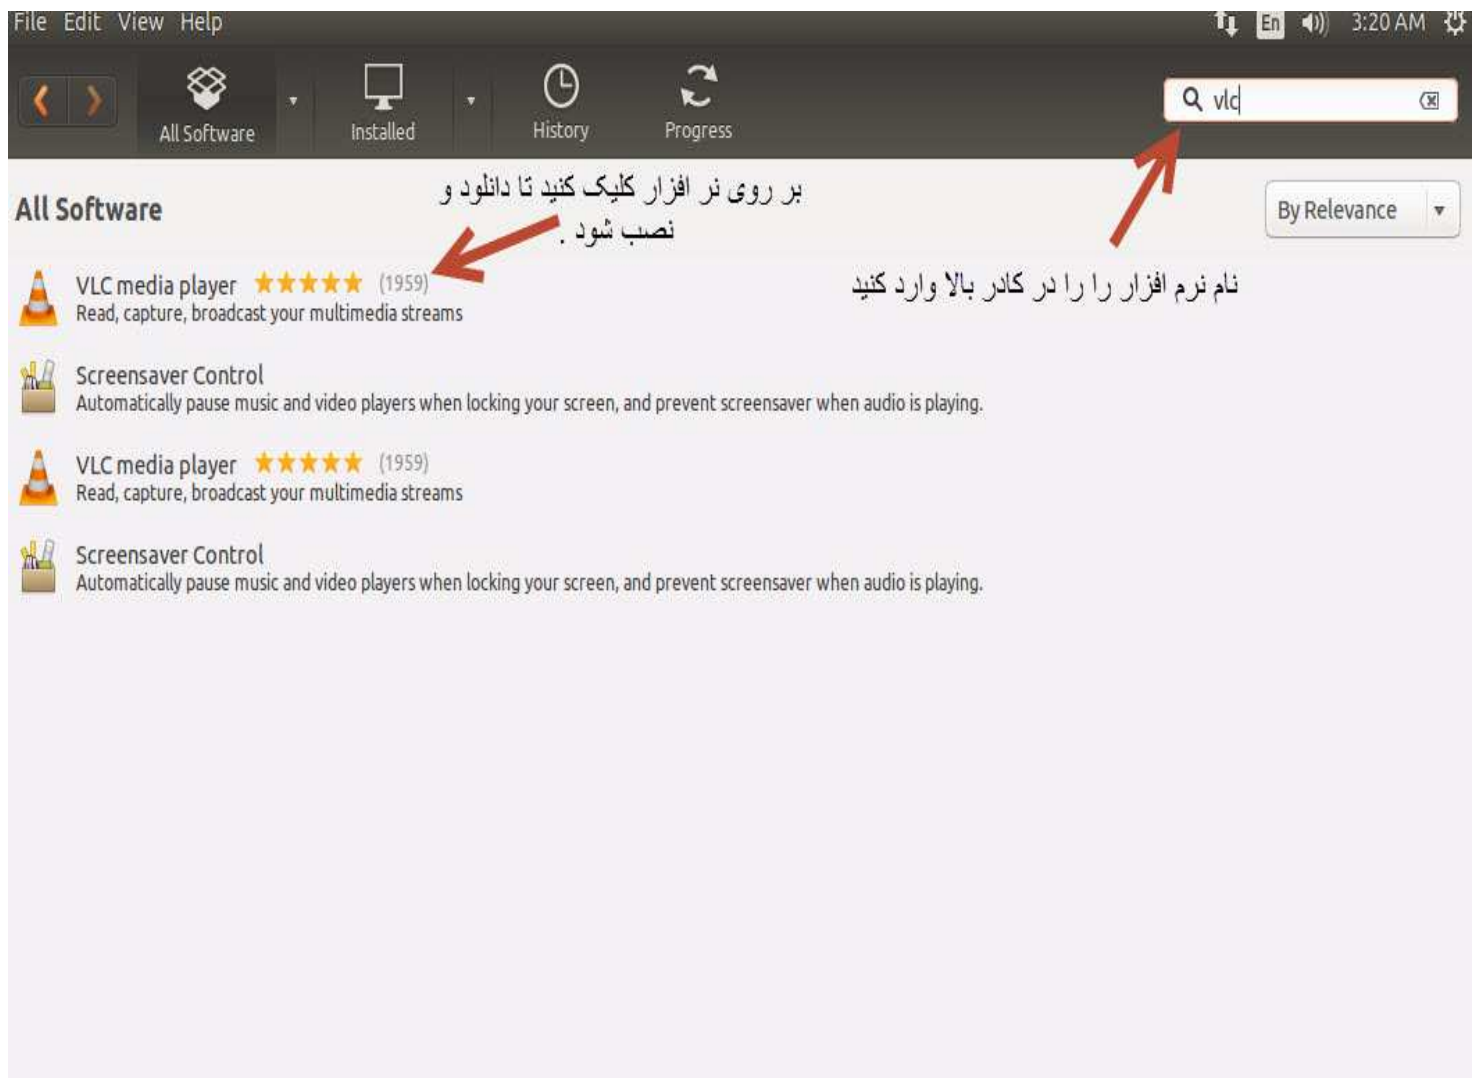 File Edit View Help
En 3:20 AM
All Software
Installed
History
Progress
vlc
All Software
By Relevance
بر روی نر افزار کلیک کنید تا دانلود و
نصب شود .
نام نرم افزار را را در کادر بالا وارد کنید
VLC media player (1959)
Read, capture, broadcast your multimedia streams
Screensaver Control
Automatically pause music and video players when locking your screen, and prevent screensaver when audio is playing.
VLC media player (1959)
Read, capture, broadcast your multimedia streams
Screensaver Control
Automatically pause music and video players when locking your screen, and prevent screensaver when audio is playing.